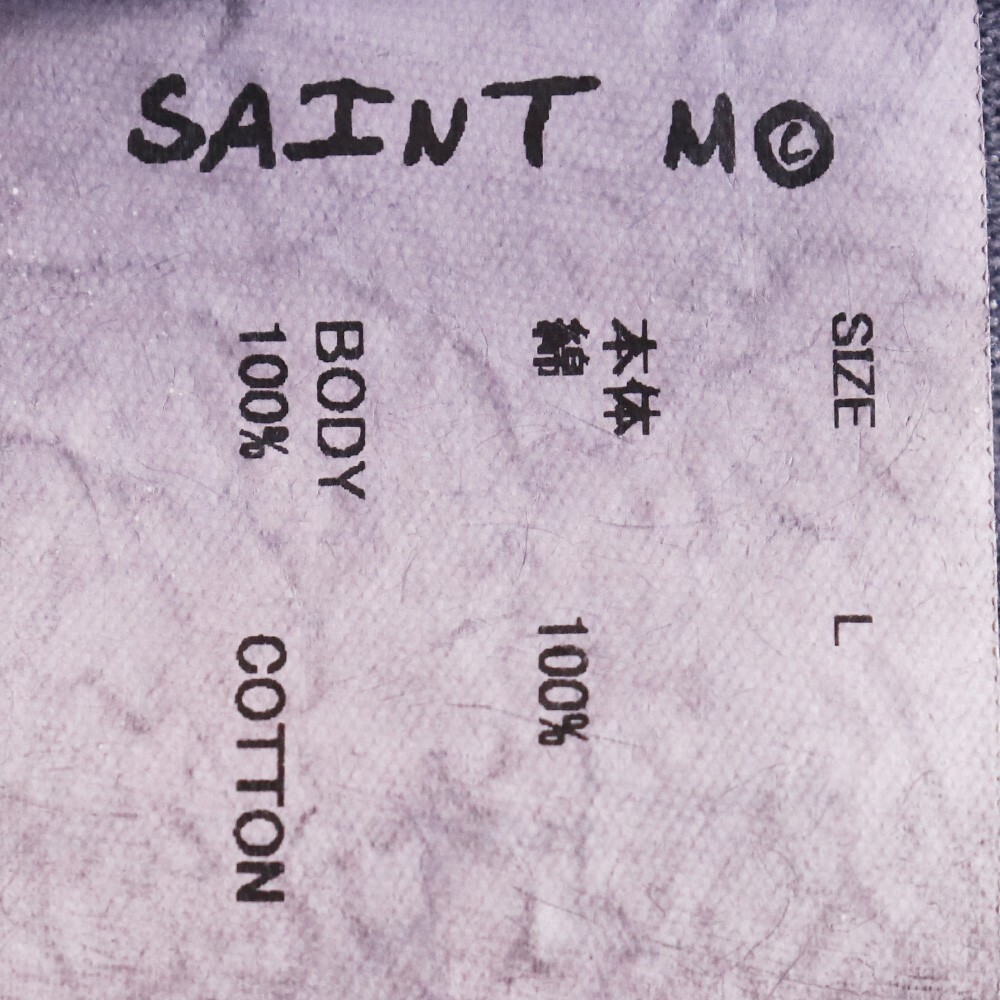 SAINT M©
SIZE L
本体
綿 100%
BODY
100% COTTON